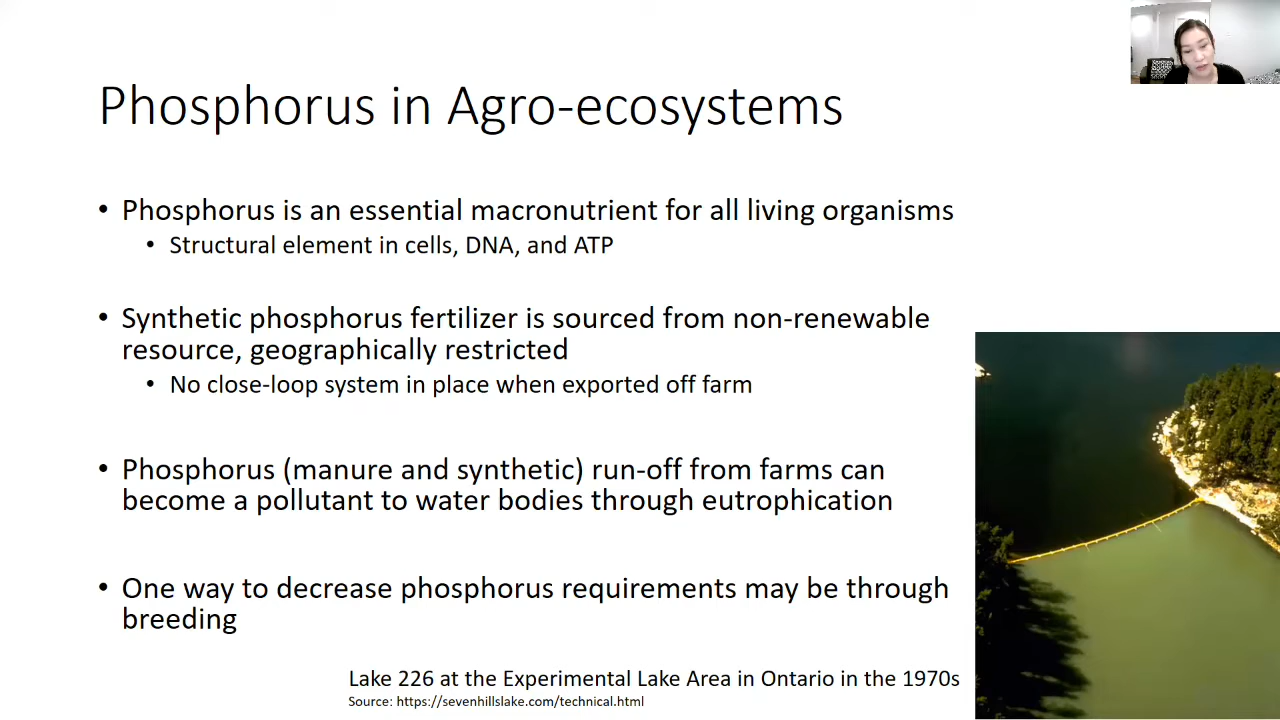 Phosphorus in Agro-ecosystems
• Phosphorus is an essential macronutrient for all living organisms
• Structural element in cells, DNA, and ATP
• Synthetic phosphorus fertilizer is sourced from non-renewable
resource, geographically restricted
• No close-loop system in place when exported off farm
• Phosphorus (manure and synthetic) run-off from farms can
become a pollutant to water bodies through eutrophication
• One way to decrease phosphorus requirements may be through
breeding
Lake 226 at the Experimental Lake Area in Ontario in the 1970s
Source: https://sevenhillslake.com/technical.html